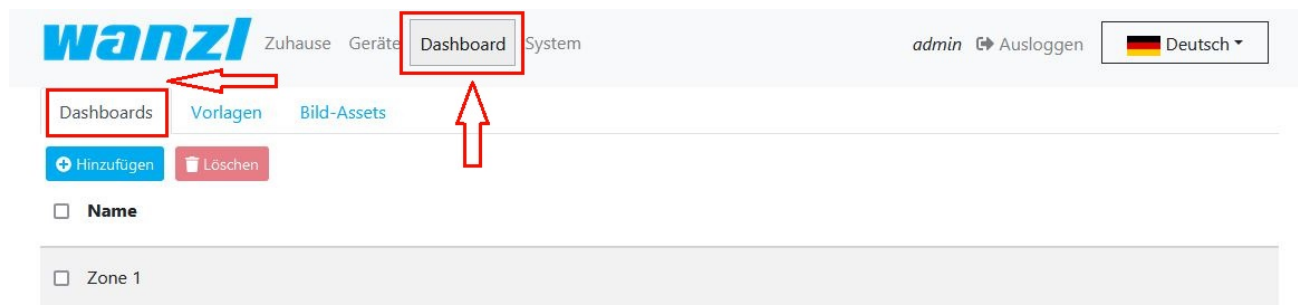 wanzl Zuhause Geräte Dashboard System admin Ausloggen Deutsch
Dashboards Vorlagen Bild-Assets
Hinzufügen Löschen
Name
Zone 1